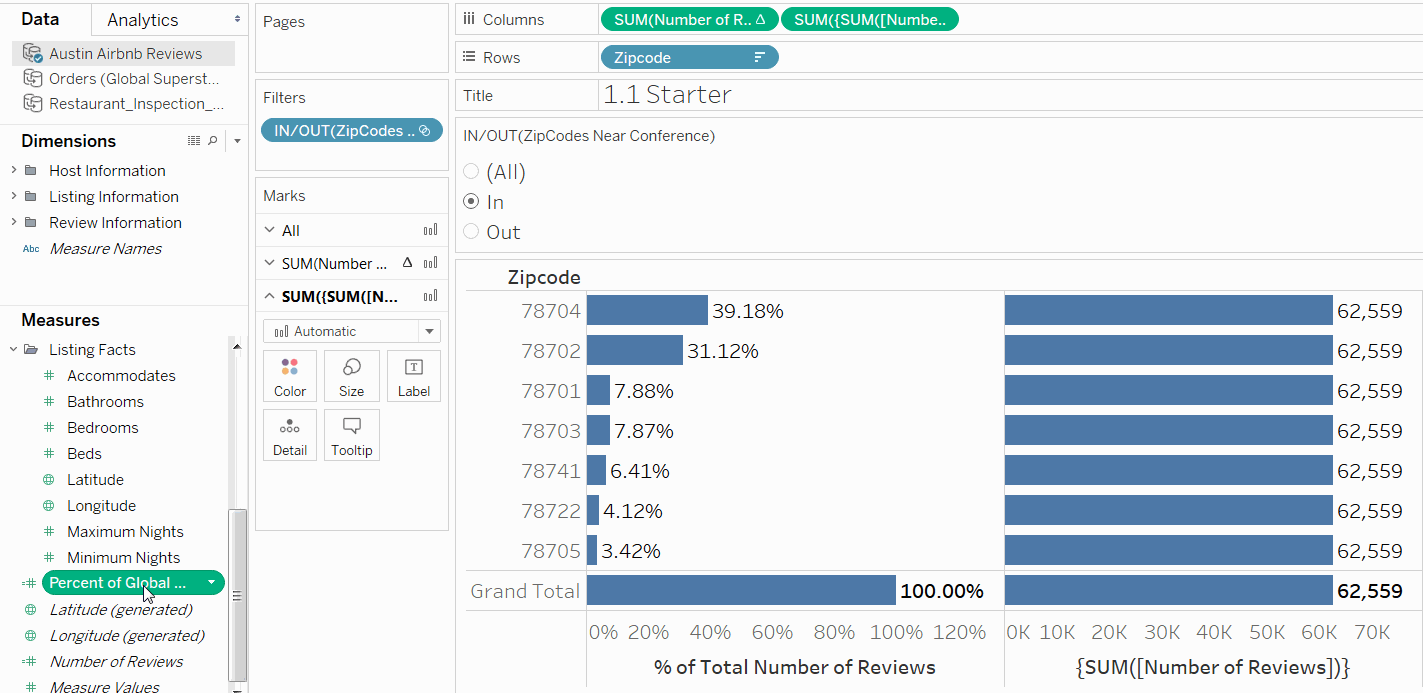 Data
Analytics
Austin Airbnb Reviews
Orders (Global Superst...
Restaurant_Inspection_...
Dimensions
Host Information
Listing Information
Review Information
Abc Measure Names
Measures
Listing Facts
Accommodates
Bathrooms
Bedrooms
Beds
Latitude
Longitude
Maximum Nights
Minimum Nights
Percent of Global ...
Latitude (generated)
Longitude (generated)
Number of Reviews
Measure Values
Pages
Filters
IN/OUT(ZipCodes ..
Marks
All
SUM(Number ... Δ
SUM({SUM([N...
Automatic
Color Size Label
Detail Tooltip
Columns SUM(Number of R.. Δ SUM({SUM([Numbe..
Rows Zipcode
Title 1.1 Starter
IN/OUT(ZipCodes Near Conference)
(All)
In
Out
Zipcode
78704 39.18% 62,559
78702 31.12% 62,559
78701 7.88% 62,559
78703 7.87% 62,559
78741 6.41% 62,559
78722 4.12% 62,559
78705 3.42% 62,559
Grand Total 100.00% 62,559
0% 20% 40% 60% 80% 100% 120% 0K 10K 20K 30K 40K 50K 60K 70K
% of Total Number of Reviews {SUM([Number of Reviews])}